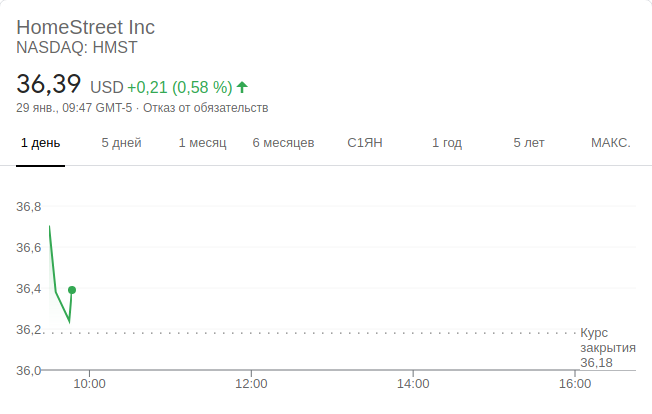 HomeStreet Inc
NASDAQ: HMST
36,39 USD +0,21 (0,58 %)
29 янв., 09:47 GMT-5 · Отказ от обязательств
1 день 5 дней 1 месяц 6 месяцев С1ЯН 1 год 5 лет МАКС.
36,8
36,6
36,4
36,2
Курс
закрытия
36,18
36,0
10:00 12:00 14:00 16:00